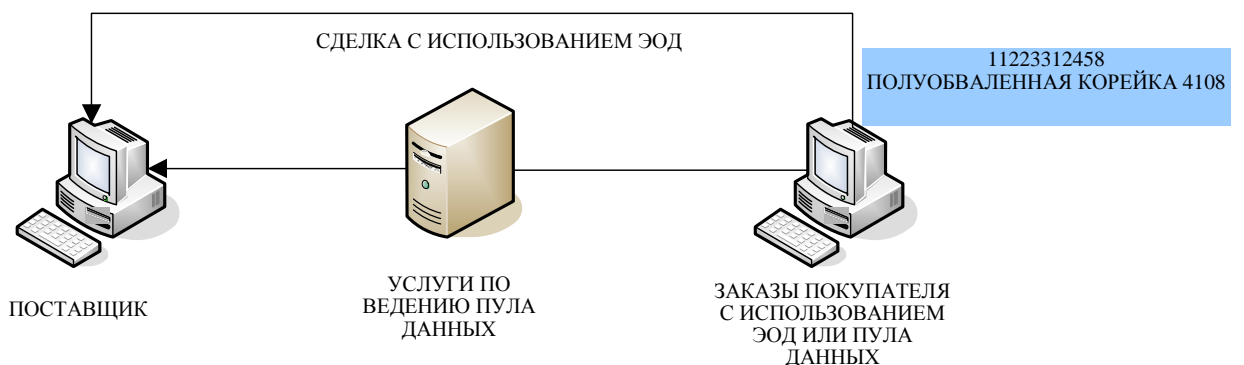 СДЕЛКА С ИСПОЛЬЗОВАНИЕМ ЭОД
11223312458
ПОЛУОБВАЛЕННАЯ КОРЕЙКА 4108
ПОСТАВЩИК
УСЛУГИ ПО
ВЕДЕНИЮ ПУЛА
ДАННЫХ
ЗАКАЗЫ ПОКУПАТЕЛЯ
С ИСПОЛЬЗОВАНИЕМ
ЭОД ИЛИ ПУЛА
ДАННЫХ